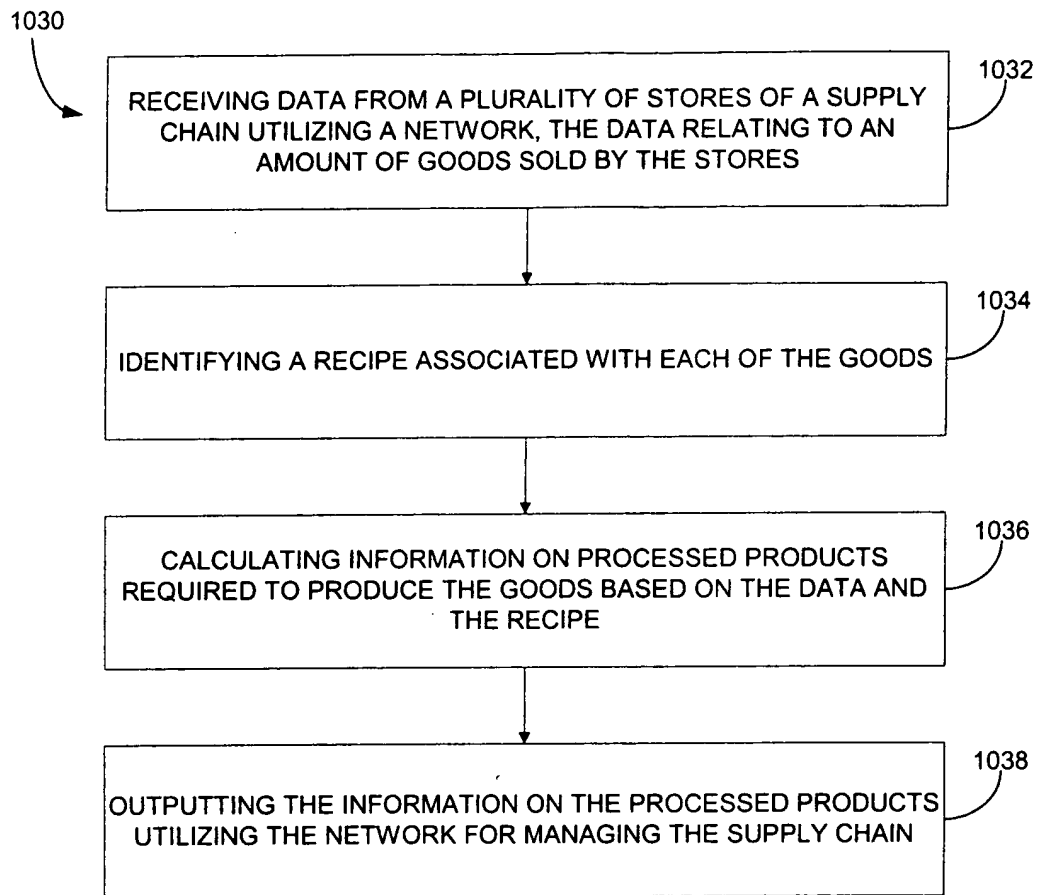 1030
1032
RECEIVING DATA FROM A PLURALITY OF STORES OF A SUPPLY
CHAIN UTILIZING A NETWORK, THE DATA RELATING TO AN
AMOUNT OF GOODS SOLD BY THE STORES
1034
IDENTIFYING A RECIPE ASSOCIATED WITH EACH OF THE GOODS
1036
CALCULATING INFORMATION ON PROCESSED PRODUCTS
REQUIRED TO PRODUCE THE GOODS BASED ON THE DATA AND
THE RECIPE
1038
OUTPUTTING THE INFORMATION ON THE PROCESSED PRODUCTS
UTILIZING THE NETWORK FOR MANAGING THE SUPPLY CHAIN